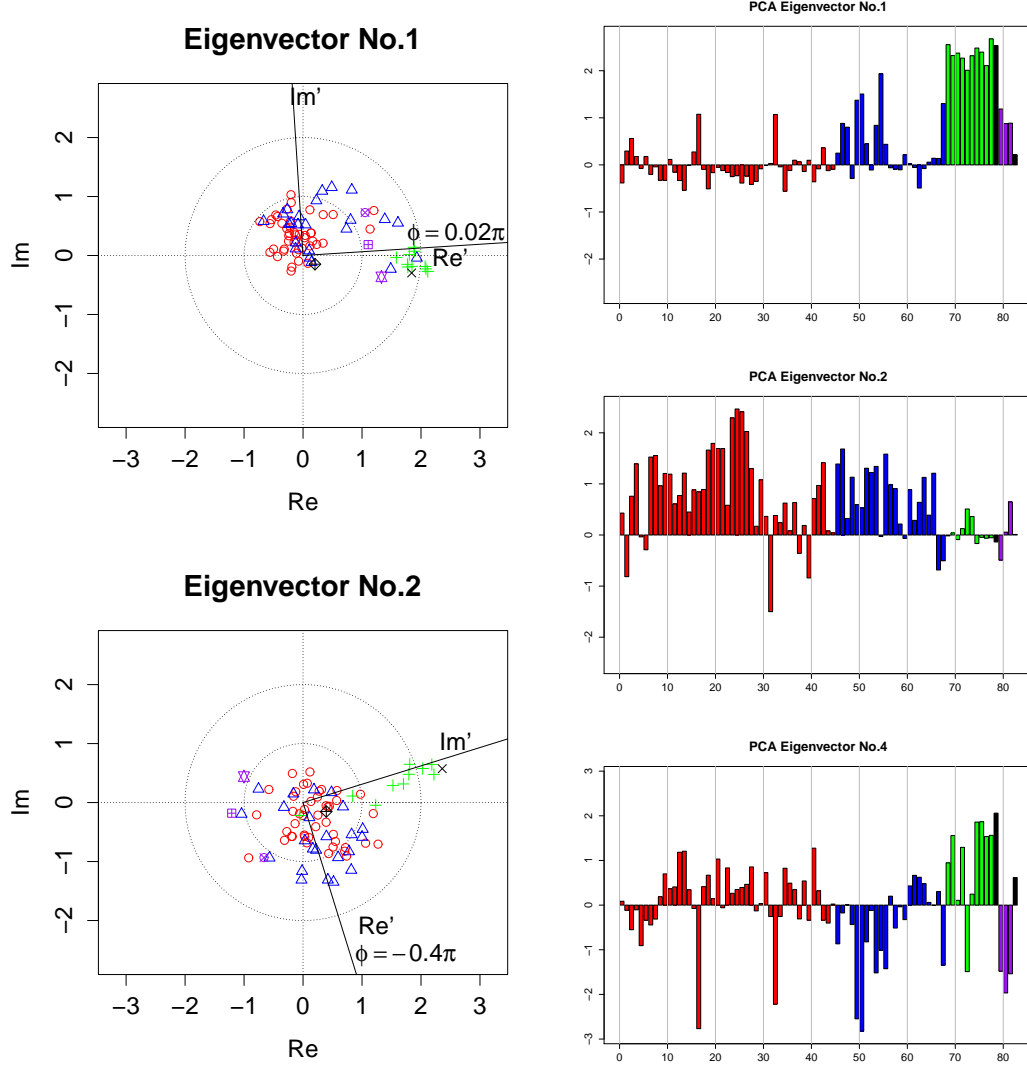 Eigenvector No.1
Im'
ϕ = 0.02π
Re'
2
1
0
−1
−2
Im
−3 −2 −1 0 1 2 3
Re
Eigenvector No.2
Im'
Re'
ϕ = −0.4π
2
1
0
−1
−2
Im
−3 −2 −1 0 1 2 3
Re
PCA Eigenvector No.1
2
1
0
-1
-2
0 10 20 30 40 50 60 70 80
PCA Eigenvector No.2
2
1
0
-1
-2
0 10 20 30 40 50 60 70 80
PCA Eigenvector No.4
3
2
1
0
-1
-2
-3
0 10 20 30 40 50 60 70 80